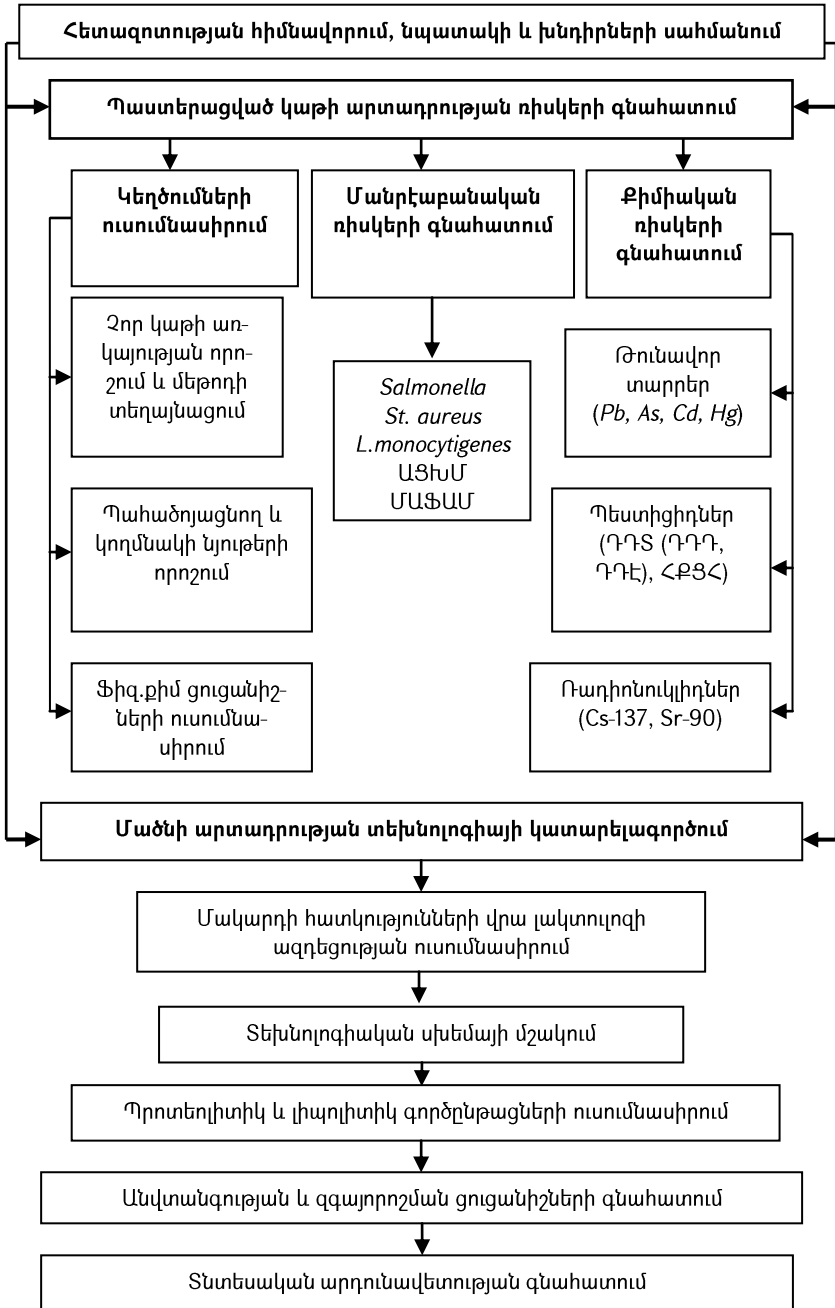 Հետազոտության հիմնավորում, նպատակի և խնդիրների սահմանում
Պաստերացված կաթի արտադրության ռիսկերի գնահատում
Կեղծումների
ուսումնասիրում
Մանրէաբանական
ռիսկերի գնահատում
Քիմիական
ռիսկերի
գնահատում
Չոր կաթի առ-
կայության որո-
շում և մեթոդի
տեղայնացում
Պահածոյացնող և
կողմնակի նյութերի
որոշում
Ֆիզ.քիմ ցուցանիշ-
ների ուսումնա-
սիրում
Salmonella
St. aureus
L.monocytigenes
ԱՑԽՄ
ՄԱՖԱՄ
Թունավոր
տարրեր
(Pb, As, Cd, Hg)
Պեստիցիդներ
(ԴԴՏ (ԴԴԴ,
ԴԴԷ), ՀՔՑՀ)
Ռադիոնուկլիդներ
(Cs-137, Sr-90)
Մածնի արտադրության տեխնոլոգիայի կատարելագործում
Մակարդի հատկությունների վրա լակտուլոզի
ազդեցության ուսումնասիրում
Տեխնոլոգիական սխեմայի մշակում
Պրոտեոլիտիկ և լիպոլիտիկ գործընթացների ուսումնասիրում
Անվտանգության և զգայորոշման ցուցանիշների գնահատում
Տնտեսական արդունավետության գնահատում